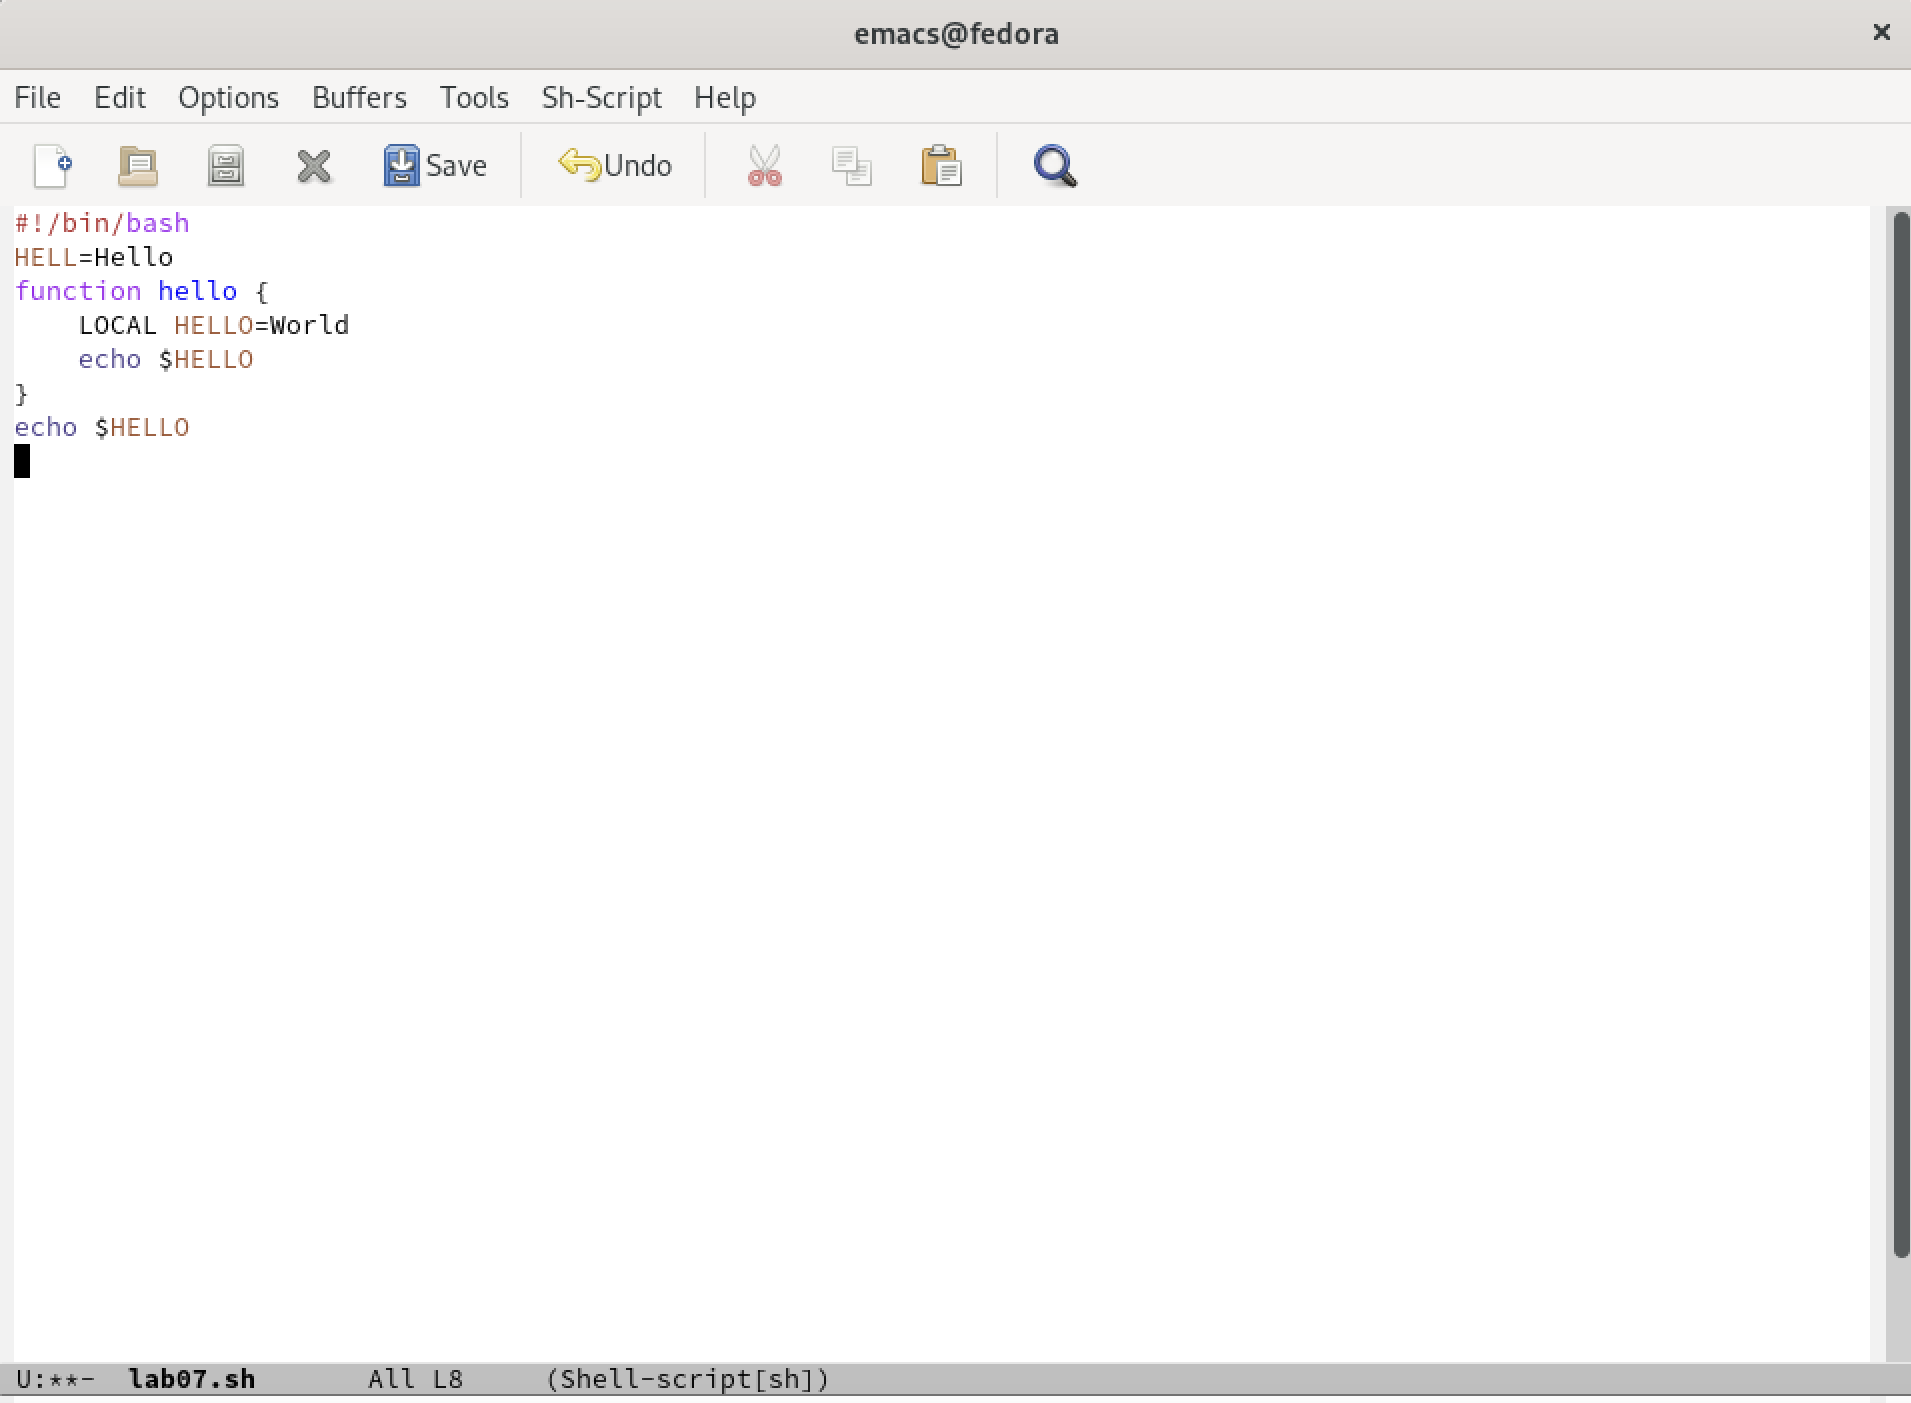 emacs@fedora
File Edit Options Buffers Tools Sh-Script Help
Save Undo
#!/bin/bash
HELL=Hello
function hello {
    LOCAL HELLO=World
    echo $HELLO
}
echo $HELLO
U:**-  lab07.sh       All L8     (Shell-script[sh])